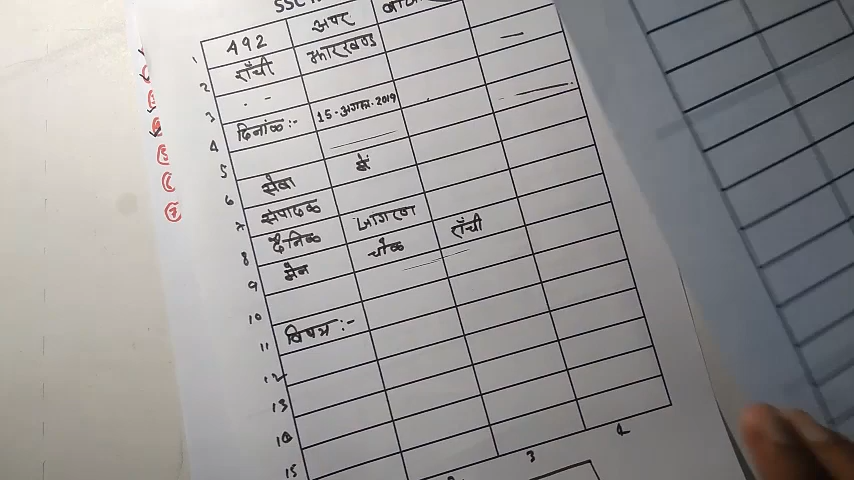 SSC
1 492 अपर
2 राँची झारखण्ड
3
4 दिनांक:- 15-अगस्त-2019
5
6 सेवा में
7 संपादक
8 दैनिक जागरण
9 मेन चौक राँची
10
11 विषय:-
12
13
14
15
3 4